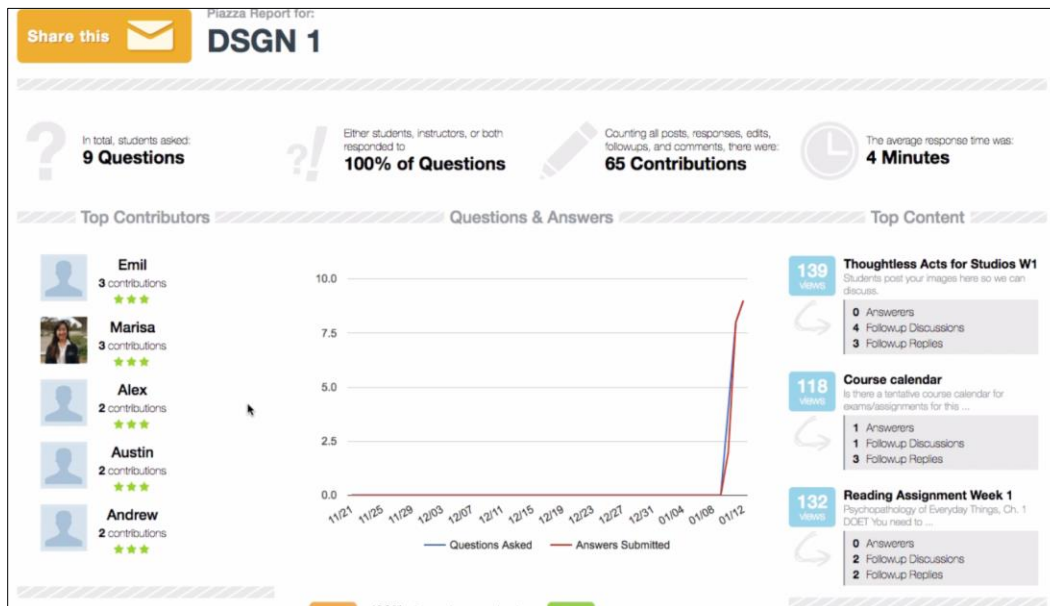 Share this
Piazza Report for:
DSGN 1
In total, students asked:
9 Questions
Either students, instructors, or both
responded to
100% of Questions
Counting all posts, responses, edits,
followups, and comments, there were:
65 Contributions
The average response time was:
4 Minutes
Top Contributors
Emil
3 contributions
Marisa
3 contributions
Alex
2 contributions
Austin
2 contributions
Andrew
2 contributions
Questions & Answers
10.0
7.5
5.0
2.5
0.0
11/21
11/25
11/29
12/03
12/07
12/11
12/15
12/19
12/23
12/27
12/31
01/04
01/08
01/12
Questions Asked
Answers Submitted
Top Content
139
views
Thoughtless Acts for Studios W1
Students post your images here so we can
discuss.
0 Answerers
4 Followup Discussions
3 Followup Replies
118
views
Course calendar
Is there a tentative course calendar for
exams/assignments for this ...
1 Answerers
1 Followup Discussions
3 Followup Replies
132
views
Reading Assignment Week 1
Psychopathology of Everyday Things, Ch. 1
DOET You need to ...
0 Answerers
2 Followup Discussions
2 Followup Replies